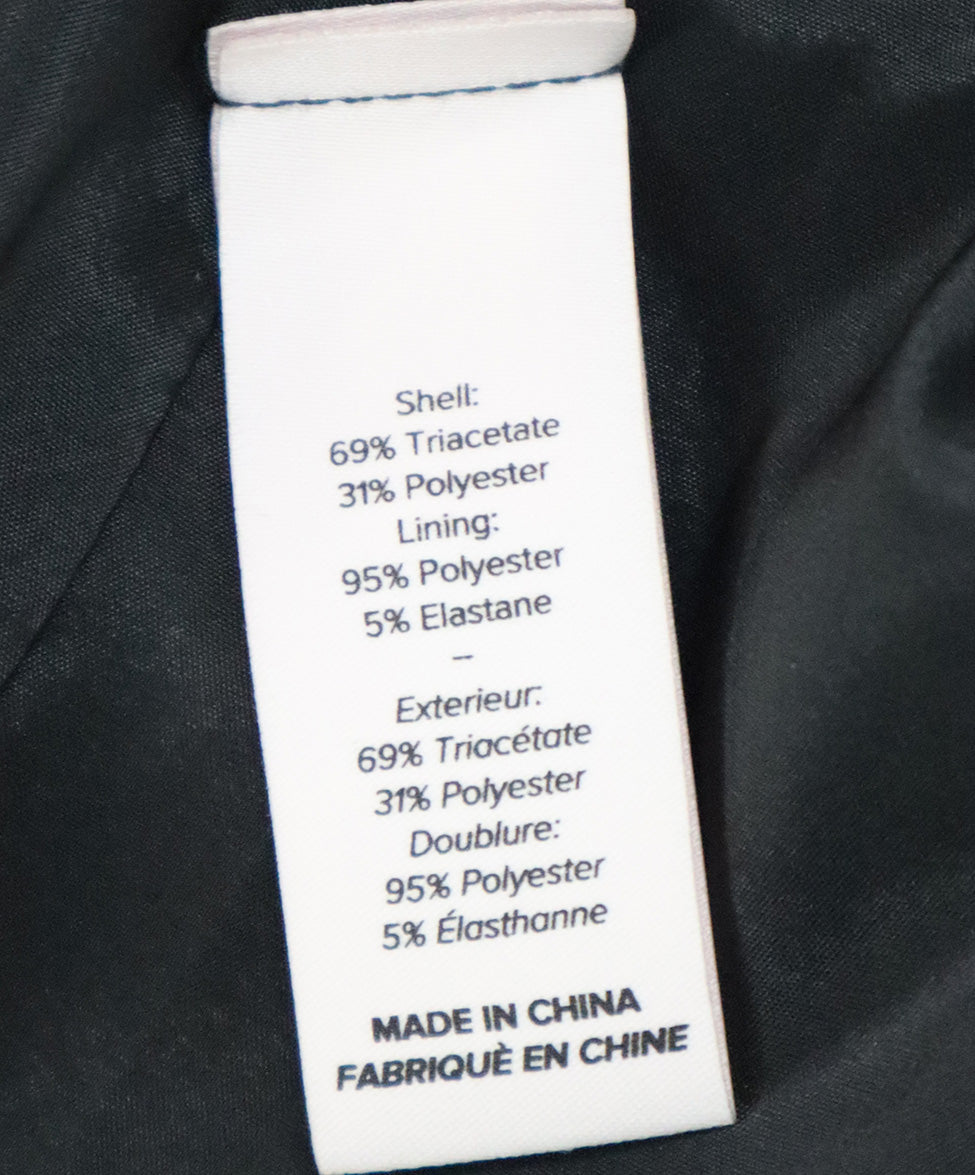 Shell:
69% Triacetate
31% Polyester
Lining:
95% Polyester
5% Elastane
–
Exterieur:
69% Triacétate
31% Polyester
Doublure:
95% Polyester
5% Élasthanne
MADE IN CHINA
FABRIQUÈ EN CHINE